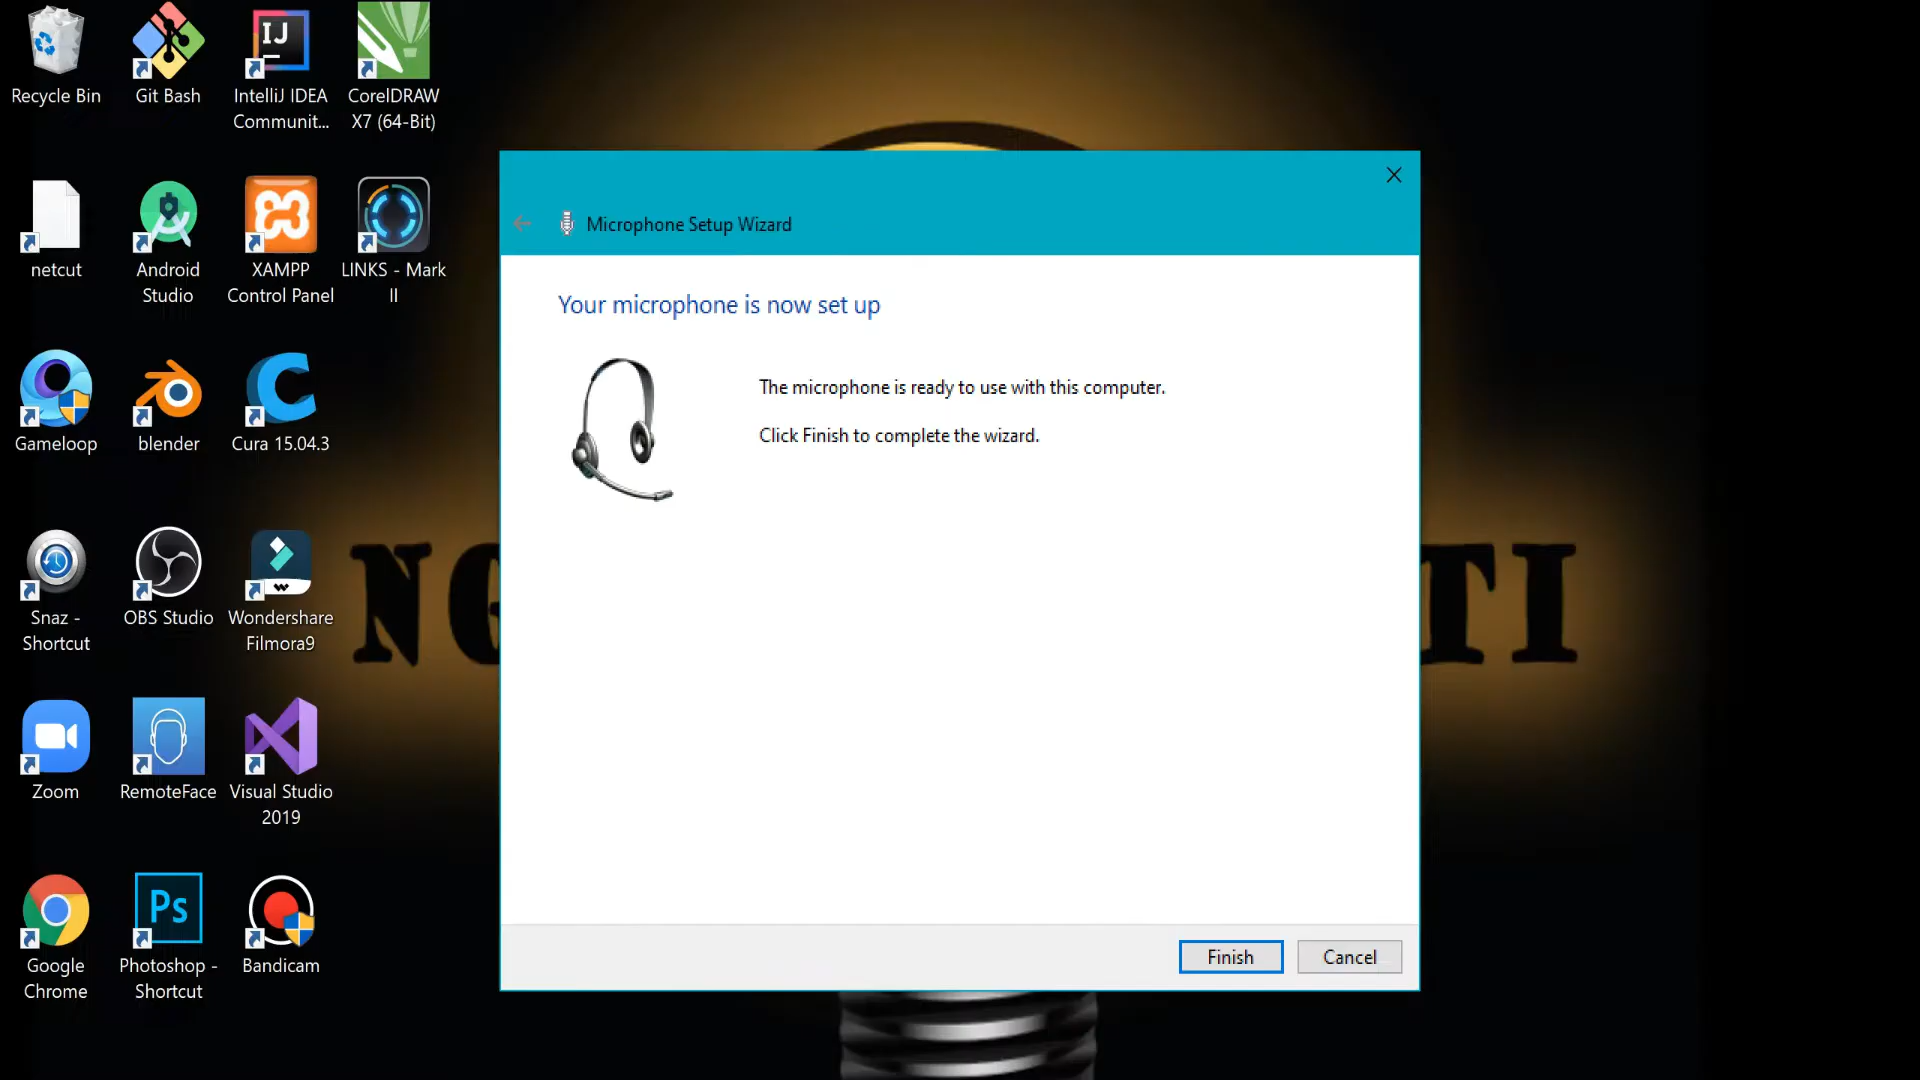 Recycle Bin
Git Bash
IJ
IntelliJ IDEA
Communit...
CorelDRAW
X7 (64-Bit)
netcut
Android
Studio
XAMPP
Control Panel
LINKS - Mark
II
Gameloop
blender
Cura 15.04.3
Snaz -
Shortcut
OBS Studio
Wondershare
Filmora9
Zoom
RemoteFace
Visual Studio
2019
Google
Chrome
Ps
Photoshop -
Shortcut
Bandicam
Microphone Setup Wizard
Your microphone is now set up
The microphone is ready to use with this computer.
Click Finish to complete the wizard.
Finish
Cancel